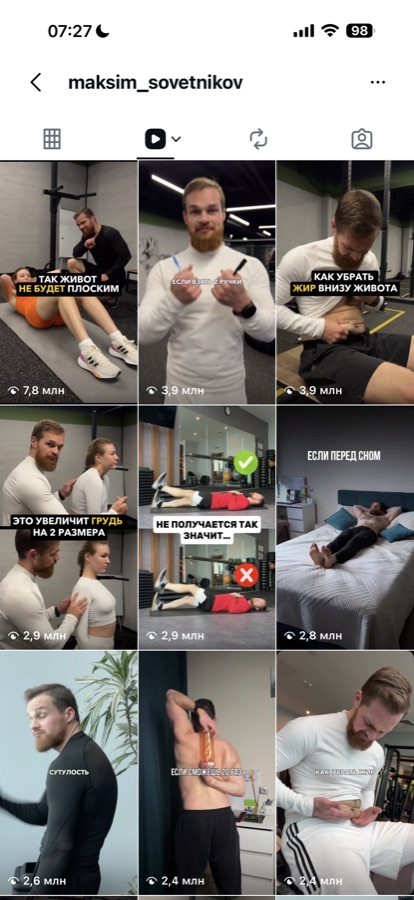 07:27
98
maksim_sovetnikov
ТАК ЖИВОТ
НЕ БУДЕТ ПЛОСКИМ
7,8 млн
ЕСЛИ ВЗЯТЬ 2 РУЧКИ
3,9 млн
КАК УБРАТЬ
ЖИР ВНИЗУ ЖИВОТА
3,9 млн
ЭТО УВЕЛИЧИТ ГРУДЬ
НА 2 РАЗМЕРА
2,9 млн
НЕ ПОЛУЧАЕТСЯ ТАК
ЗНАЧИТ...
2,9 млн
ЕСЛИ ПЕРЕД СНОМ
2,8 млн
СУТУЛОСТЬ
2,6 млн
ЕСЛИ СМОЖЕШЬ 20 РАЗ
2,4 млн
КАК УБРАТЬ ЖИР
2,4 млн